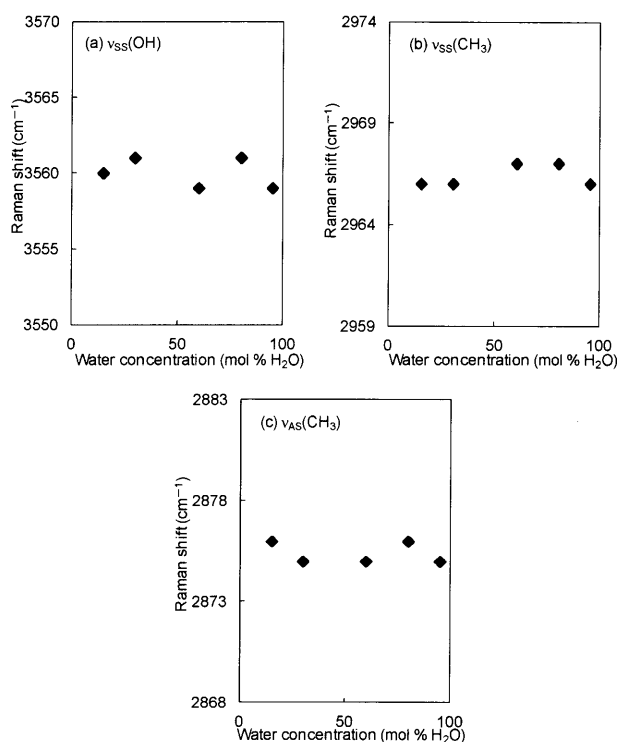 (a) νSS(OH)
Raman shift (cm−1)
3570
3565
3560
3555
3550
0
50
100
Water concentration (mol % H2O)
(b) νSS(CH3)
Raman shift (cm−1)
2974
2969
2964
2959
0
50
100
Water concentration (mol % H2O)
(c) νAS(CH3)
Raman shift (cm−1)
2883
2878
2873
2868
0
50
100
Water concentration (mol % H2O)